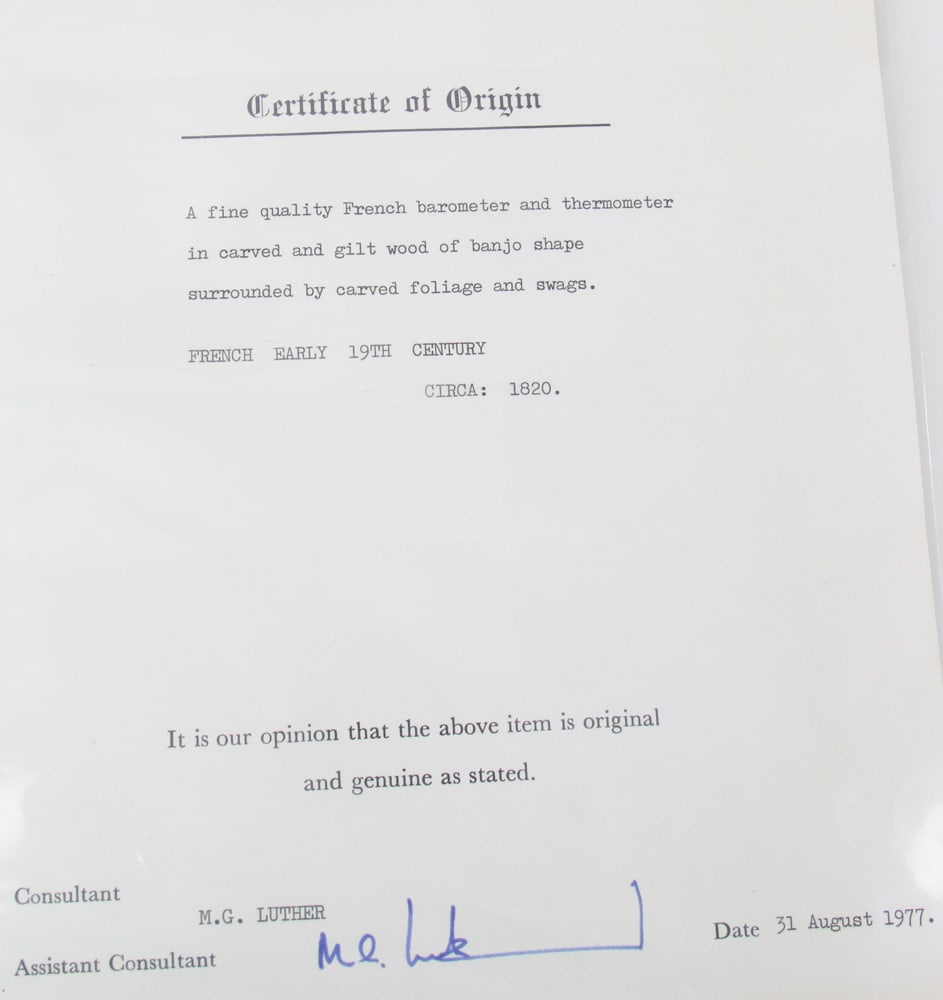 Certificate of Origin
A fine quality French barometer and thermometer
in carved and gilt wood of banjo shape
surrounded by carved foliage and swags.
FRENCH EARLY 19TH CENTURY
CIRCA: 1820.
It is our opinion that the above item is original
and genuine as stated.
Consultant
M.G. LUTHER
Date 31 August 1977.
Assistant Consultant